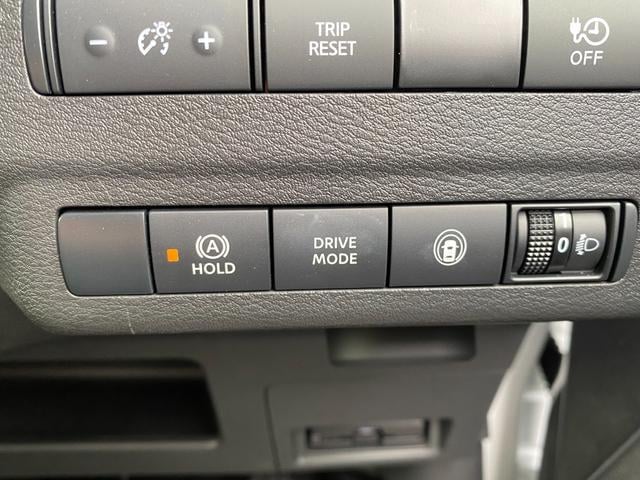 - +
TRIP
RESET
OFF
A
HOLD
DRIVE
MODE
0